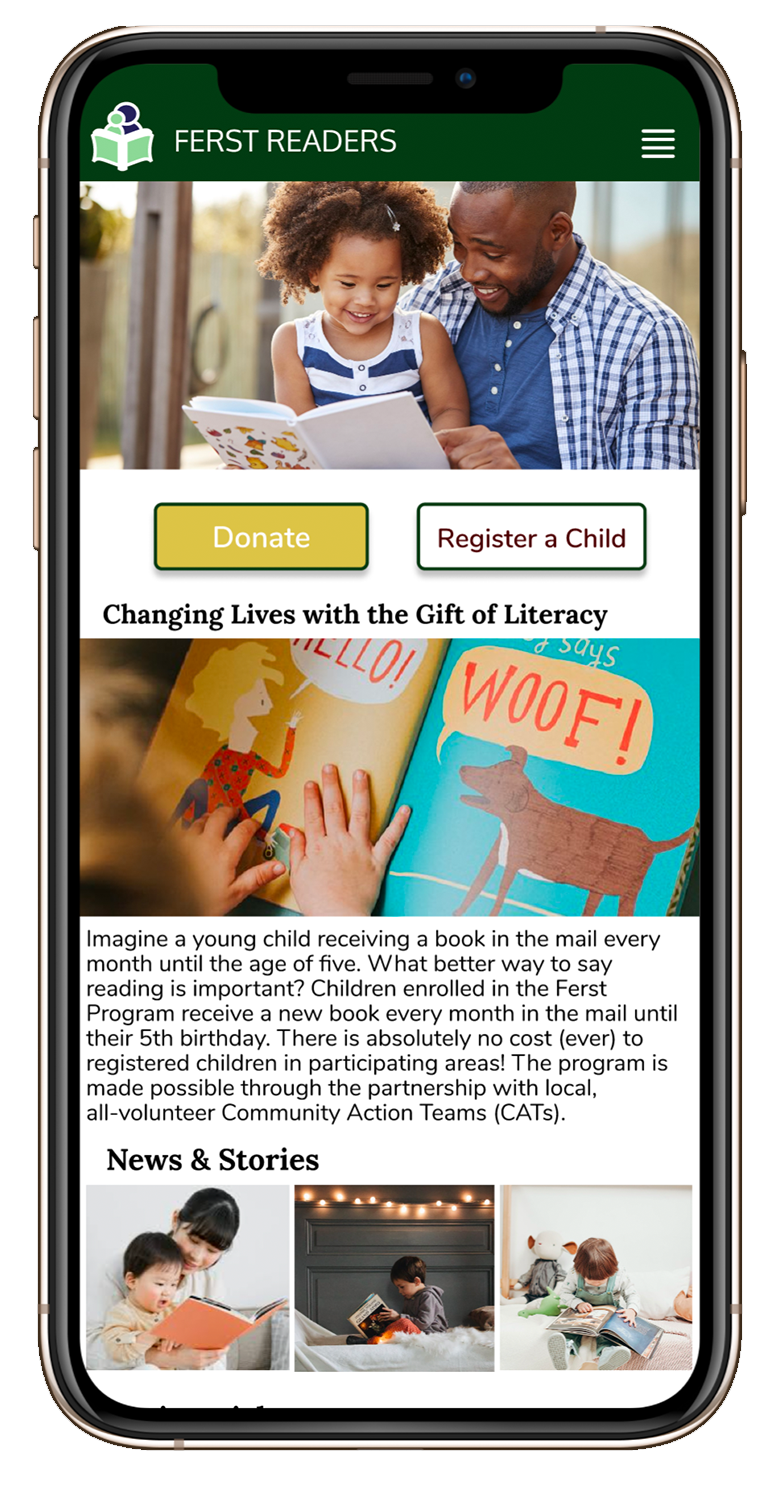 FERST READERS
Donate
Register a Child
Changing Lives with the Gift of Literacy
HELLO!
says
WOOF!
Imagine a young child receiving a book in the mail every
month until the age of five. What better way to say
reading is important? Children enrolled in the Ferst
Program receive a new book every month in the mail until
their 5th birthday. There is absolutely no cost (ever) to
registered children in participating areas! The program is
made possible through the partnership with local,
all-volunteer Community Action Teams (CATs).
News & Stories